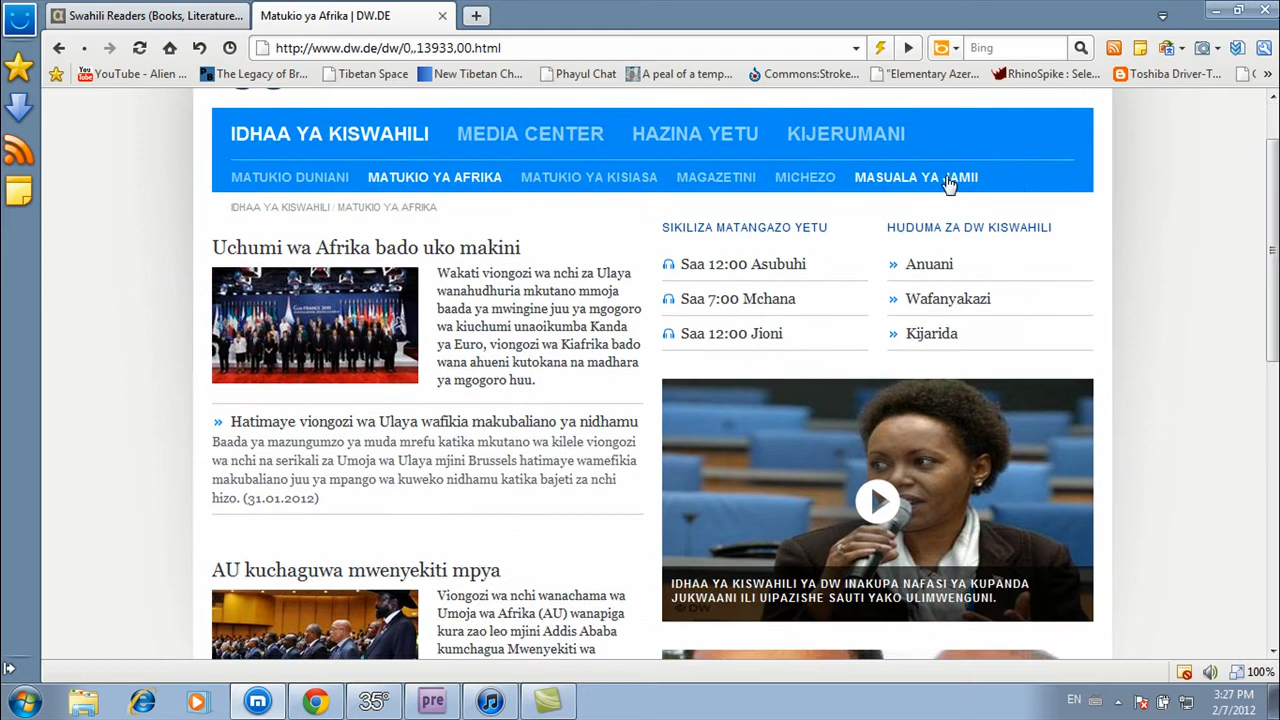 Swahili Readers (Books, Literature...
Matukio ya Afrika | DW.DE
http://www.dw.de/dw/0,,13933,00.html
Bing
YouTube - Alien ...
The Legacy of Br...
Tibetan Space
New Tibetan Ch...
Phayul Chat
A peal of a temp...
Commons:Stroke...
"Elementary Azer...
RhinoSpike : Sele...
Toshiba Driver-T...
IDHAA YA KISWAHILI
MEDIA CENTER
HAZINA YETU
KIJERUMANI
MATUKIO DUNIANI
MATUKIO YA AFRIKA
MATUKIO YA KISIASA
MAGAZETINI
MICHEZO
MASUALA YA JAMII
IDHAA YA KISWAHILI / MATUKIO YA AFRIKA
Uchumi wa Afrika bado uko makini
Wakati viongozi wa nchi za Ulaya
wanahudhuria mkutano mmoja
baada ya mwingine juu ya mgogoro
wa kiuchumi unaoikumba Kanda
ya Euro, viongozi wa Kiafrika bado
wana ahueni kutokana na madhara
ya mgogoro huu.
» Hatimaye viongozi wa Ulaya wafikia makubaliano ya nidhamu
Baada ya mazungumzo ya muda mrefu katika mkutano wa kilele viongozi
wa nchi na serikali za Umoja wa Ulaya mjini Brussels hatimaye wamefikia
makubaliano juu ya mpango wa kuweko nidhamu katika bajeti za nchi
hizo. (31.01.2012)
AU kuchaguwa mwenyekiti mpya
Viongozi wa nchi wanachama wa
Umoja wa Afrika (AU) wanapiga
kura zao leo mjini Addis Ababa
kumchagua Mwenyekiti wa
SIKILIZA MATANGAZO YETU
Saa 12:00 Asubuhi
Saa 7:00 Mchana
Saa 12:00 Jioni
HUDUMA ZA DW KISWAHILI
» Anuani
» Wafanyakazi
» Kijarida
IDHAA YA KISWAHILI YA DW INAKUPA NAFASI YA KUPANDA
JUKWAANI ILI UIPAZISHE SAUTI YAKO ULIMWENGUNI.
© DW
100%
35°
pre
EN
3:27 PM
2/7/2012